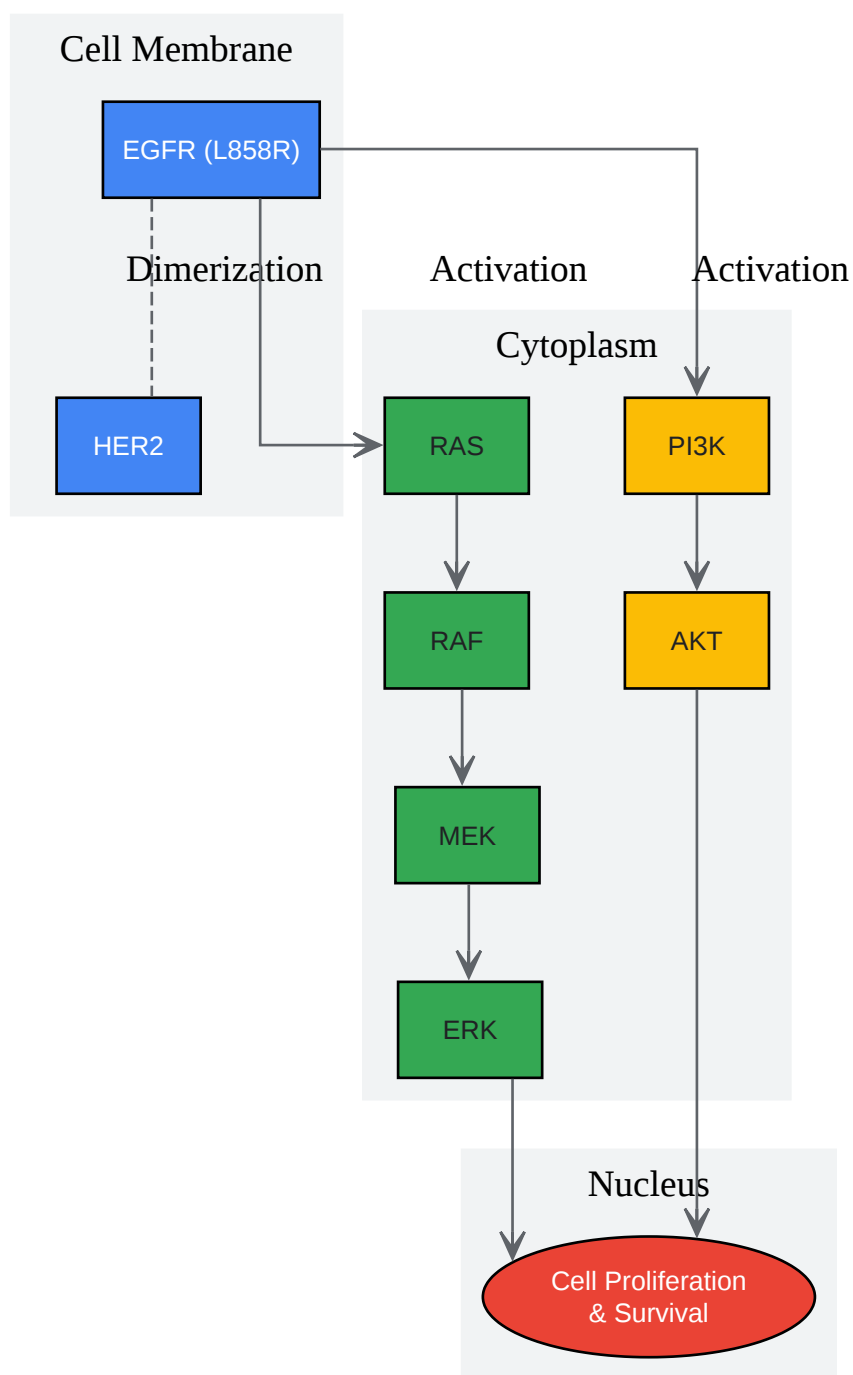 Cell Membrane
EGFR (L858R)
Dimerization
Activation
Activation
Cytoplasm
HER2
RAS
PI3K
RAF
AKT
MEK
ERK
Nucleus
Cell Proliferation
& Survival